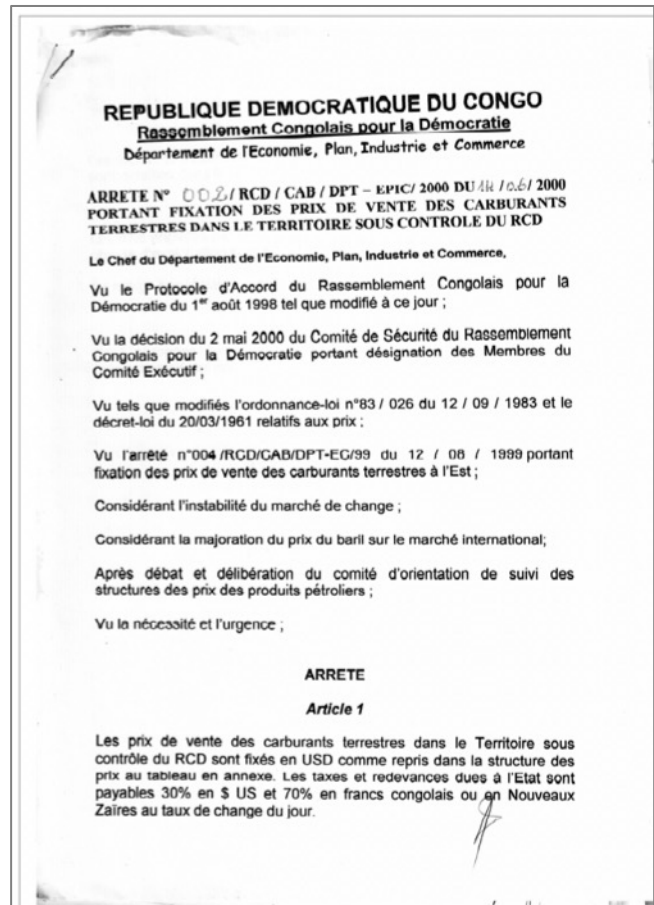 REPUBLIQUE DEMOCRATIQUE DU CONGO
Rassemblement Congolais pour la Démocratie
Département de l'Economie, Plan, Industrie et Commerce
ARRETE N° 002/ RCD / CAB / DPT – EPIC/ 2000 DU 14 /06/ 2000
PORTANT FIXATION DES PRIX DE VENTE DES CARBURANTS
TERRESTRES DANS LE TERRITOIRE SOUS CONTROLE DU RCD
Le Chef du Département de l'Economie, Plan, Industrie et Commerce,
Vu le Protocole d'Accord du Rassemblement Congolais pour la
Démocratie du 1er août 1998 tel que modifié à ce jour ;
Vu la décision du 2 mai 2000 du Comité de Sécurité du Rassemblement
Congolais pour la Démocratie portant désignation des Membres du
Comité Exécutif ;
Vu tels que modifiés l'ordonnance-loi n°83 / 026 du 12 / 09 / 1983 et le
décret-loi du 20/03/1961 relatifs aux prix ;
Vu l'arrêté n°004 /RCD/CAB/DPT-EC/99 du 12 / 08 / 1999 portant
fixation des prix de vente des carburants terrestres à l'Est ;
Considérant l'instabilité du marché de change ;
Considérant la majoration du prix du baril sur le marché international;
Après débat et délibération du comité d'orientation de suivi des
structures des prix des produits pétroliers ;
Vu la nécessité et l'urgence ;
ARRETE
Article 1
Les prix de vente des carburants terrestres dans le Territoire sous
contrôle du RCD sont fixés en USD comme repris dans la structure des
prix au tableau en annexe. Les taxes et redevances dues à l'Etat sont
payables 30% en $ US et 70% en francs congolais ou en Nouveaux
Zaïres au taux de change du jour.